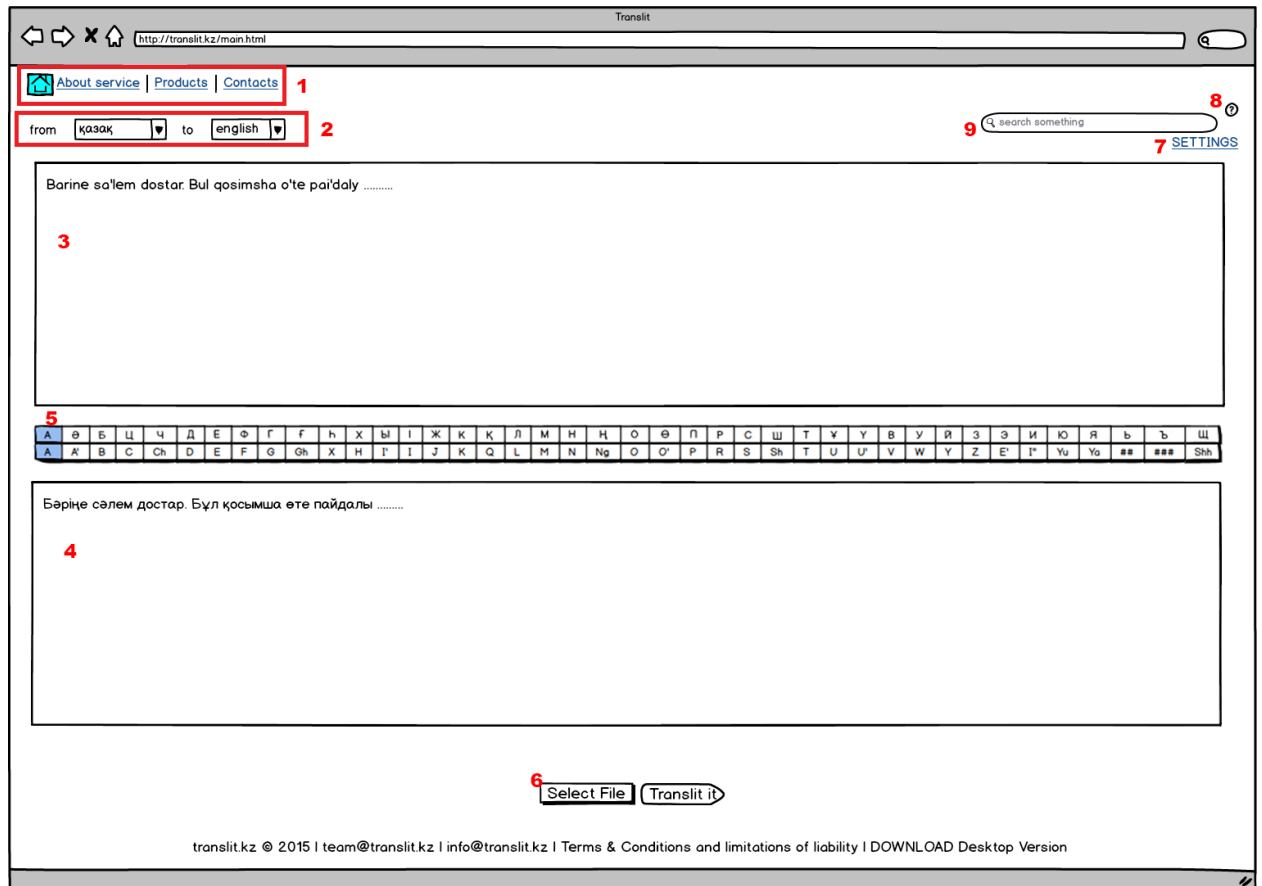 Translit
http://translit.kz/main.html
About service | Products | Contacts 1
8 ?
from қазақ to english 2
9 search something
7 SETTINGS
Barine sa'lem dostar. Bul qosimsha o'te pai'daly ..........
3
5
А Ә Б Ц Ч Д Е Ф Г Ғ Һ Х Ы І Ж К Қ Л М Н Ң О Ө П Р С Ш Т Ұ Ү В У Й З Э И Ю Я Ь Ъ Щ
A A' B C Ch D E F G Gh X H I' I J K Q L M N Ng O O' P R S Sh T U U' V W Y Z E' I" Yu Ya ## ### Shh
Бәріңе сәлем достар. Бұл қосымша өте пайдалы .........
4
6
Select File Translit it
translit.kz © 2015 | team@translit.kz | info@translit.kz | Terms & Conditions and limitations of liability | DOWNLOAD Desktop Version